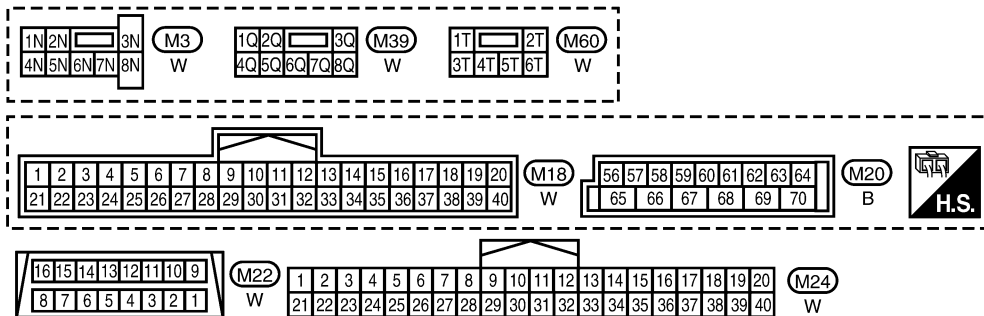 1N 2N 3N M3 1Q 2Q 3Q M39 1T 2T M60
4N 5N 6N 7N 8N W 4Q 5Q 6Q 7Q 8Q W 3T 4T 5T 6T W
1 2 3 4 5 6 7 8 9 10 11 12 13 14 15 16 17 18 19 20 M18 56 57 58 59 60 61 62 63 64 M20
21 22 23 24 25 26 27 28 29 30 31 32 33 34 35 36 37 38 39 40 W 65 66 67 68 69 70 B H.S.
16 15 14 13 12 11 10 9 M22 1 2 3 4 5 6 7 8 9 10 11 12 13 14 15 16 17 18 19 20 M24
8 7 6 5 4 3 2 1 W 21 22 23 24 25 26 27 28 29 30 31 32 33 34 35 36 37 38 39 40 W